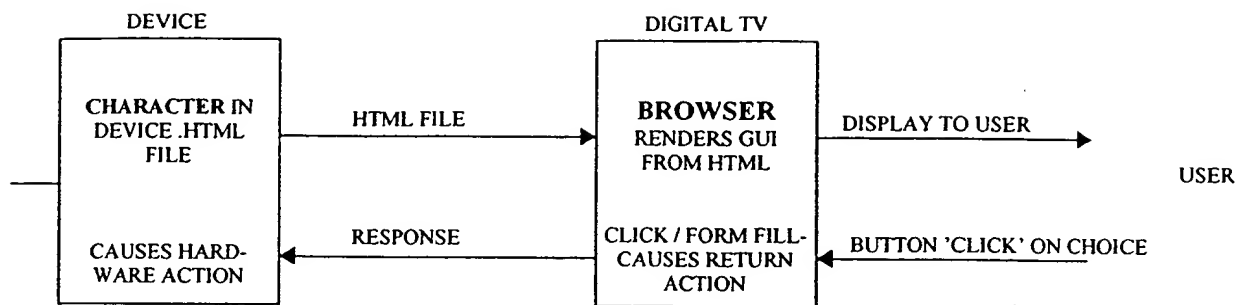 DEVICE
DIGITAL TV
CHARACTER IN
DEVICE .HTML
FILE
HTML FILE
BROWSER
RENDERS GUI
FROM HTML
DISPLAY TO USER
USER
CAUSES HARD-
WARE ACTION
RESPONSE
CLICK / FORM FILL-
CAUSES RETURN
ACTION
BUTTON 'CLICK' ON CHOICE